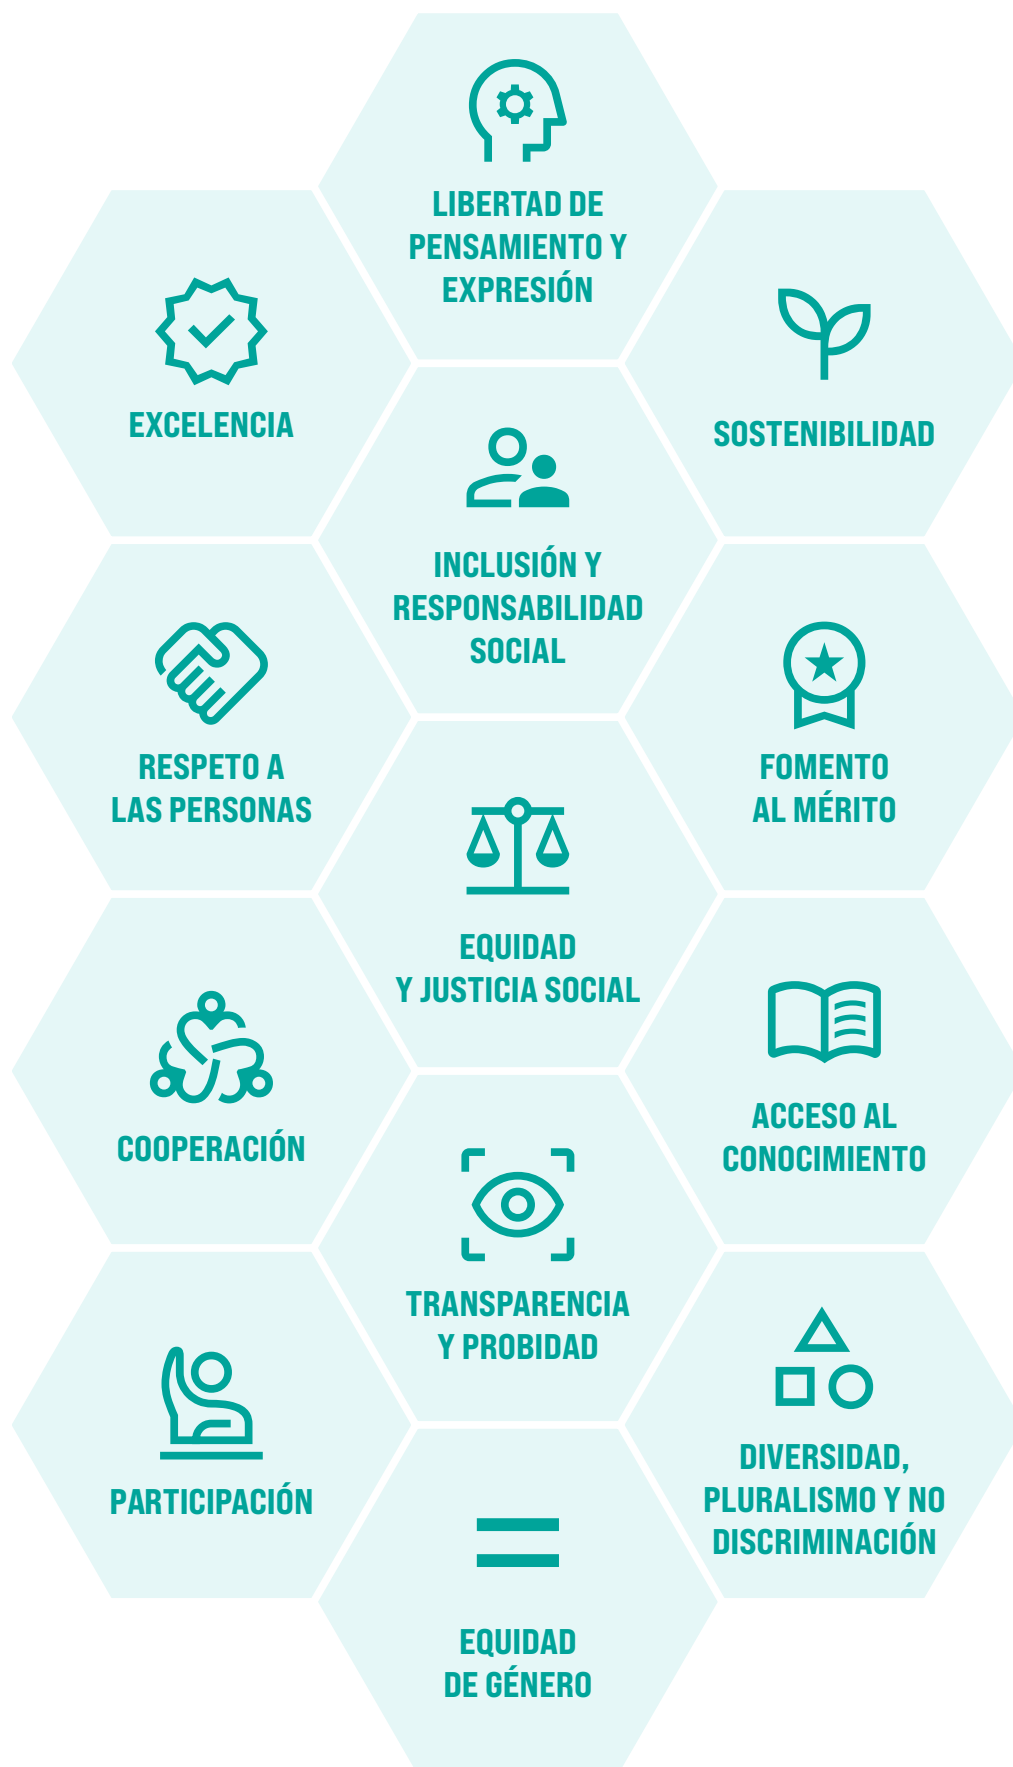 LIBERTAD DE
PENSAMIENTO Y
EXPRESIÓN
EXCELENCIA
SOSTENIBILIDAD
INCLUSIÓN Y
RESPONSABILIDAD
SOCIAL
RESPETO A
LAS PERSONAS
FOMENTO
AL MÉRITO
EQUIDAD
Y JUSTICIA SOCIAL
COOPERACIÓN
ACCESO AL
CONOCIMIENTO
TRANSPARENCIA
Y PROBIDAD
PARTICIPACIÓN
DIVERSIDAD,
PLURALISMO Y NO
DISCRIMINACIÓN
EQUIDAD
DE GÉNERO